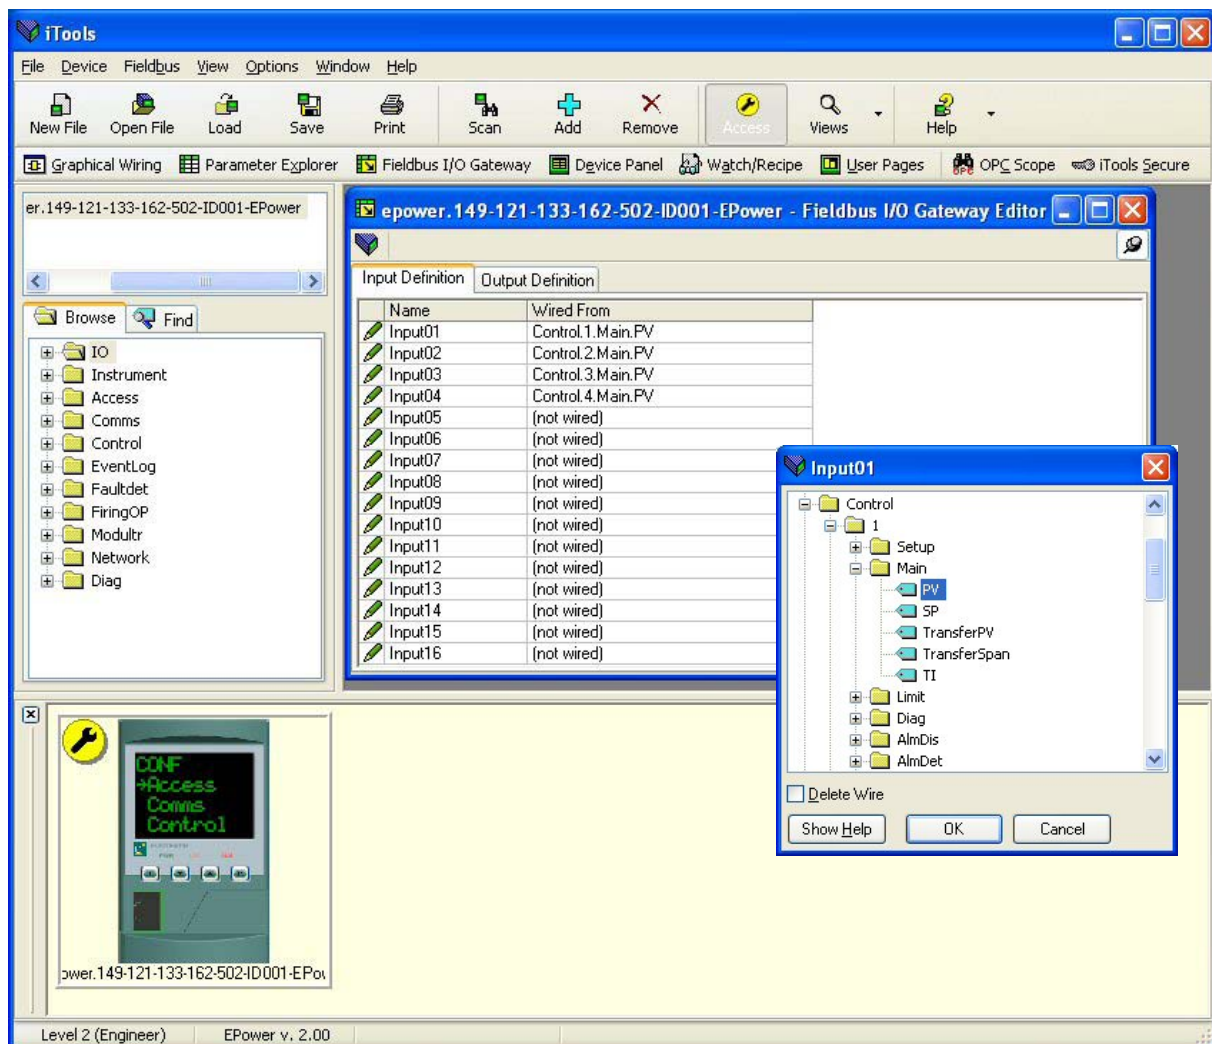 iTools
File Device Fieldbus View Options Window Help
New File Open File Load Save Print Scan Add Remove Access Views Help
Graphical Wiring Parameter Explorer Fieldbus I/O Gateway Device Panel Watch/Recipe User Pages OPC Scope iTools Secure
er.149-121-133-162-502-ID001-EPower
Browse Find
IO
Instrument
Access
Comms
Control
EventLog
Faultdet
FiringOP
Modultr
Network
Diag
epower.149-121-133-162-502-ID001-EPower - Fieldbus I/O Gateway Editor
Input Definition Output Definition
Name Wired From
Input01 Control.1.Main.PV
Input02 Control.2.Main.PV
Input03 Control.3.Main.PV
Input04 Control.4.Main.PV
Input05 (not wired)
Input06 (not wired)
Input07 (not wired)
Input08 (not wired)
Input09 (not wired)
Input10 (not wired)
Input11 (not wired)
Input12 (not wired)
Input13 (not wired)
Input14 (not wired)
Input15 (not wired)
Input16 (not wired)
Input01
Control
1
Setup
Main
PV
SP
TransferPV
TransferSpan
TI
Limit
Diag
AlmDis
AlmDet
Delete Wire
Show Help OK Cancel
CONF
→Access
Comms
Control
ower.149-121-133-162-502-ID001-EPow
Level 2 (Engineer) EPower v. 2.00